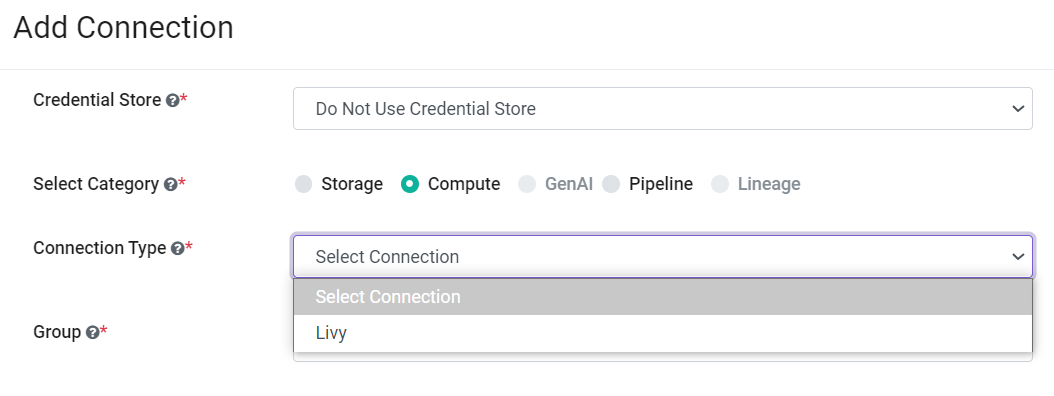 Add Connection
Credential Store ?*
Do Not Use Credential Store
Select Category ?*
Storage Compute GenAI Pipeline Lineage
Connection Type ?*
Select Connection
Select Connection
Livy
Group ?*